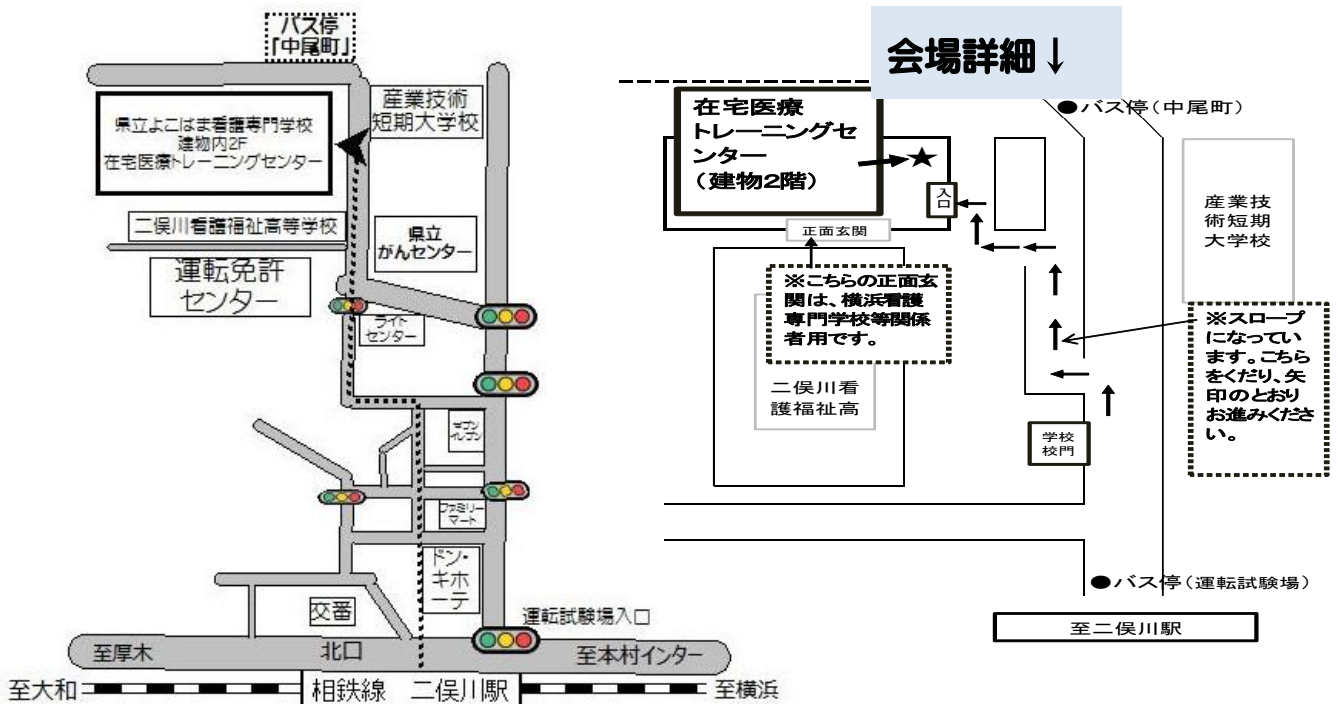 バス停
「中尾町」
産業技術
短期大学校
県立よこはま看護専門学校
建物内2F
在宅医療トレーニングセンター
二俣川看護福祉高等学校
県立
がんセンター
運転免許
センター
ライト
センター
セブン
イレブン
ファミリー
マート
ドン・
キホ
ーテ
交番
運転試験場入口
至厚木
北口
至本村インター
至大和
相鉄線 二俣川駅
至横浜
会場詳細↓
在宅医療
トレーニングセ
ンター
(建物2階)
★
入口
正面玄関
●バス停(中尾町)
産業技
術短期
大学校
※こちらの正面玄
関は、横浜看護
専門学校等関係
者用です。
二俣川看
護福祉高
※スロープ
になってい
ます。こちら
をくだり、矢
印のとおり
お進みくださ
い。
学校
校門
●バス停(運転試験場)
至二俣川駅